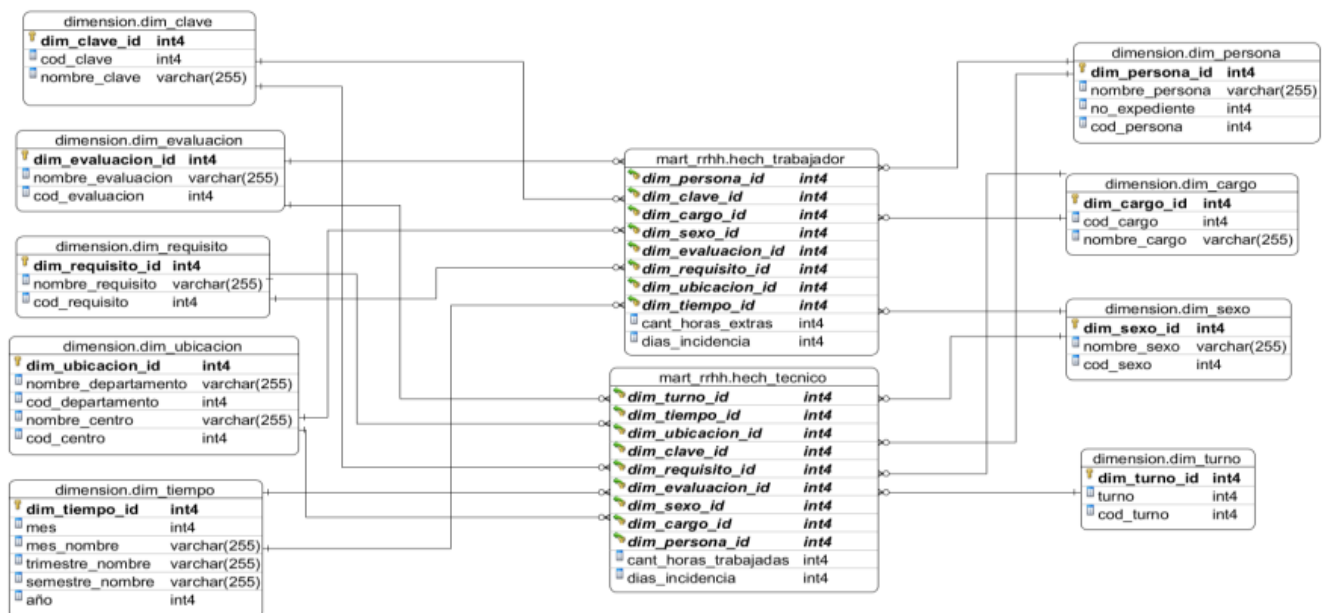 dimension.dim_clave
dim_clave_id int4
cod_clave int4
nombre_clave varchar(255)
dimension.dim_evaluacion
dim_evaluacion_id int4
nombre_evaluacion varchar(255)
cod_evaluacion int4
dimension.dim_requisito
dim_requisito_id int4
nombre_requisito varchar(255)
cod_requisito int4
dimension.dim_ubicacion
dim_ubicacion_id int4
nombre_departamento varchar(255)
cod_departamento int4
nombre_centro varchar(255)
cod_centro int4
dimension.dim_tiempo
dim_tiempo_id int4
mes int4
mes_nombre varchar(255)
trimestre_nombre varchar(255)
semestre_nombre varchar(255)
año int4
mart_rrhh.hech_trabajador
dim_persona_id int4
dim_clave_id int4
dim_cargo_id int4
dim_sexo_id int4
dim_evaluacion_id int4
dim_requisito_id int4
dim_ubicacion_id int4
dim_tiempo_id int4
cant_horas_extras int4
dias_incidencia int4
mart_rrhh.hech_tecnico
dim_turno_id int4
dim_tiempo_id int4
dim_ubicacion_id int4
dim_clave_id int4
dim_requisito_id int4
dim_evaluacion_id int4
dim_sexo_id int4
dim_cargo_id int4
dim_persona_id int4
cant_horas_trabajadas int4
dias_incidencia int4
dimension.dim_persona
dim_persona_id int4
nombre_persona varchar(255)
no_expediente int4
cod_persona int4
dimension.dim_cargo
dim_cargo_id int4
cod_cargo int4
nombre_cargo varchar(255)
dimension.dim_sexo
dim_sexo_id int4
nombre_sexo varchar(255)
cod_sexo int4
dimension.dim_turno
dim_turno_id int4
turno int4
cod_turno int4